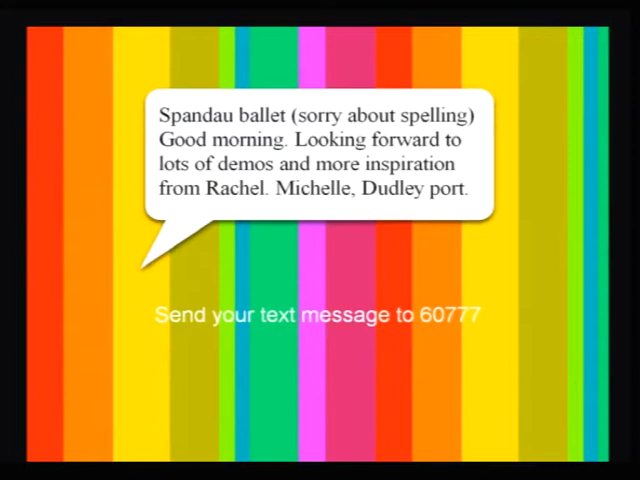 Spandau ballet (sorry about spelling)
Good morning. Looking forward to
lots of demos and more inspiration
from Rachel. Michelle, Dudley port.
Send your text message to 60777